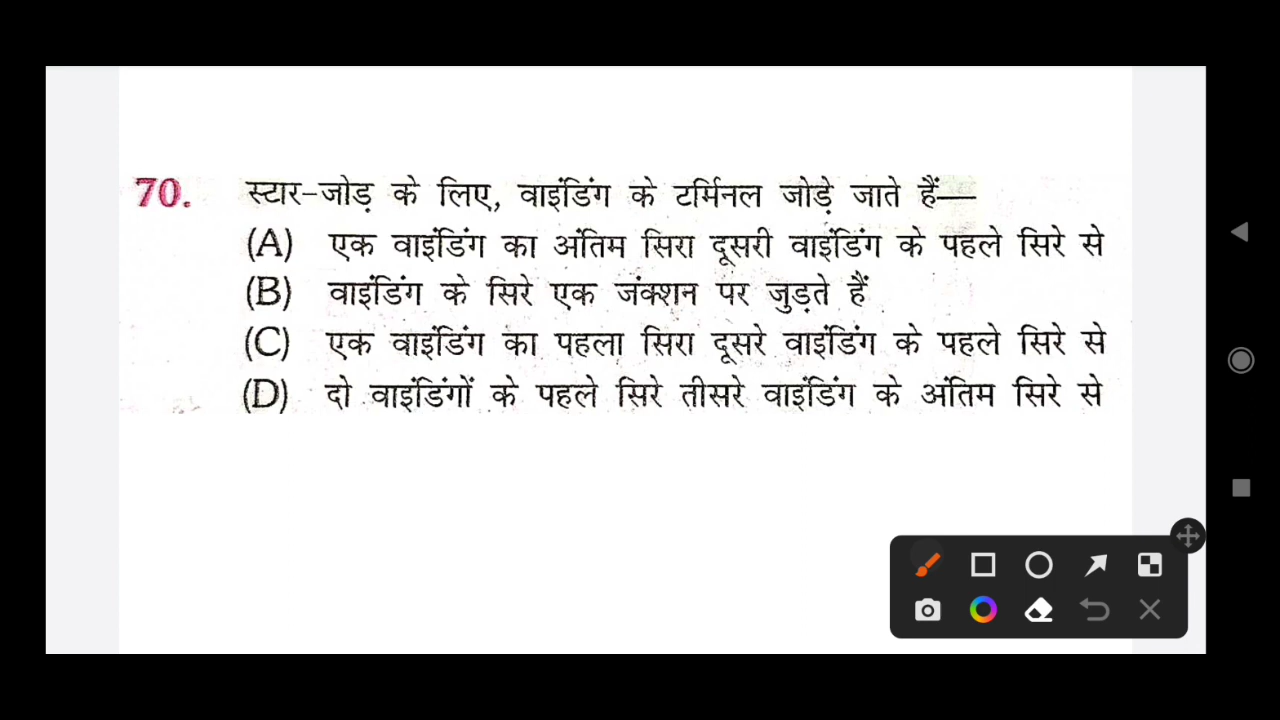 70. स्टार-जोड़ के लिए, वाइंडिंग के टर्मिनल जोड़े जाते हैं—
(A) एक वाइंडिंग का अंतिम सिरा दूसरी वाइंडिंग के पहले सिरे से
(B) वाइंडिंग के सिरे एक जंक्शन पर जुड़ते हैं
(C) एक वाइंडिंग का पहला सिरा दूसरे वाइंडिंग के पहले सिरे से
(D) दो वाइंडिंगों के पहले सिरे तीसरे वाइंडिंग के अंतिम सिरे से